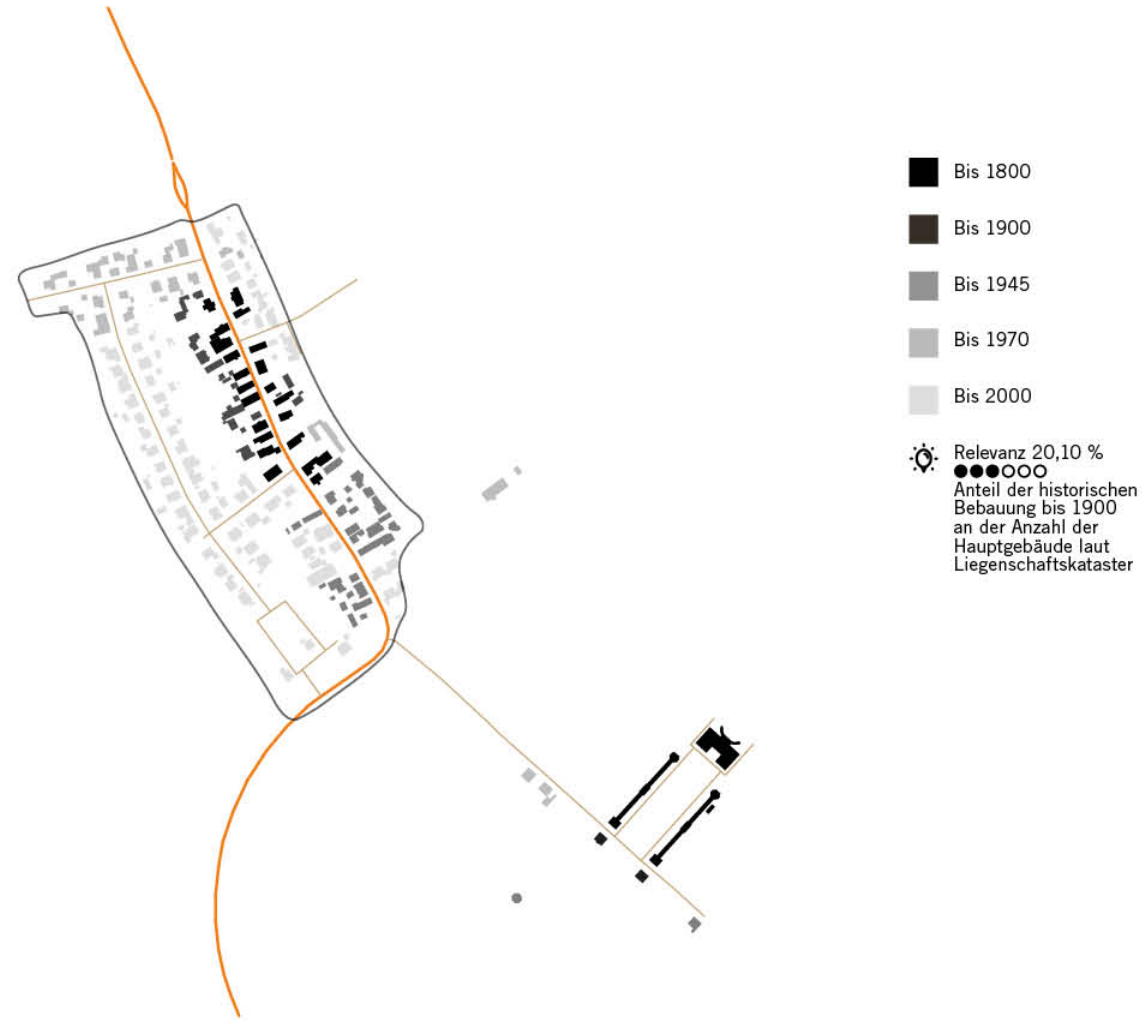 Bis 1800
Bis 1900
Bis 1945
Bis 1970
Bis 2000
Relevanz 20,10 %
Anteil der historischen
Bebauung bis 1900
an der Anzahl der
Hauptgebäude laut
Liegenschaftskataster